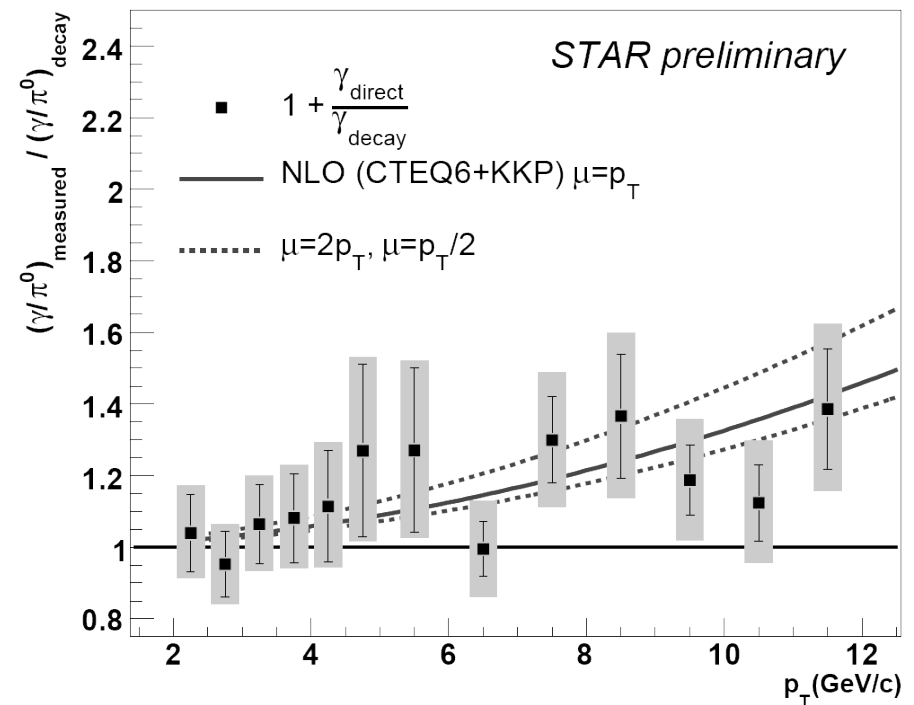 STAR preliminary
1 + γdirect / γdecay
NLO (CTEQ6+KKP) μ=pT
μ=2pT, μ=pT/2
(γ/π0)measured / (γ/π0)decay
2.4
2.2
2
1.8
1.6
1.4
1.2
1
0.8
2 4 6 8 10 12
pT(GeV/c)